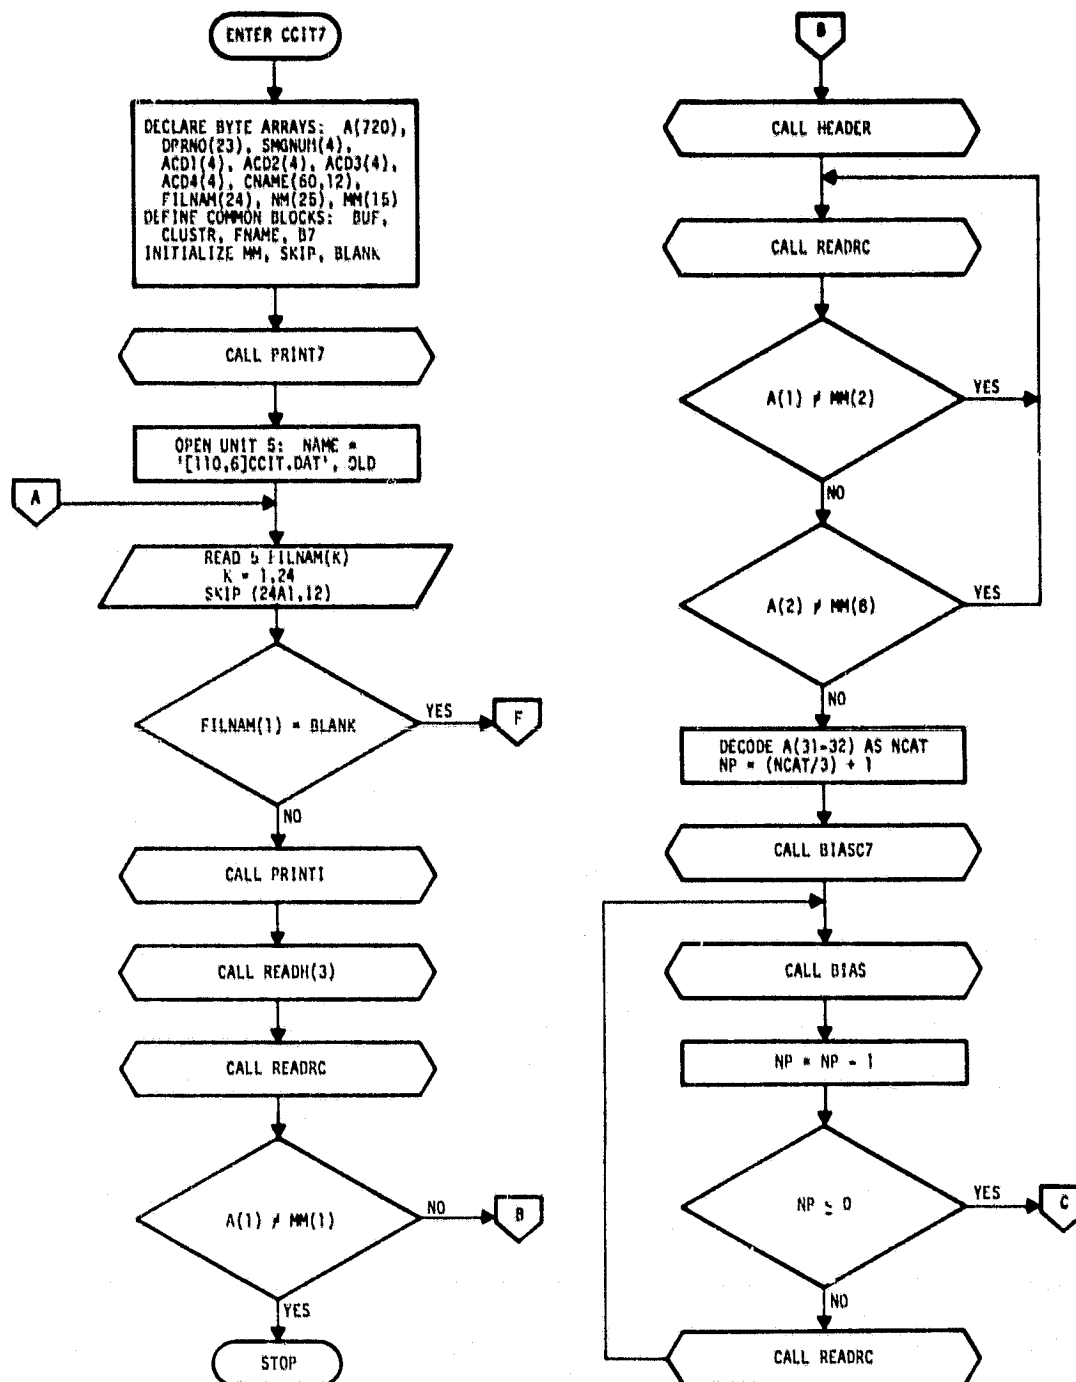 ENTER CCIT7
DECLARE BYTE ARRAYS: A(720),
DPRNO(23), SMGNUM(4),
ACD1(4), ACD2(4), ACD3(4),
ACD4(4), CNAME(60,12),
FILNAM(24), NM(25), MM(15)
DEFINE COMMON BLOCKS: BUF,
CLUSTR, FNAME, B7
INITIALIZE MM, SKIP, BLANK
CALL PRINT7
OPEN UNIT 5: NAME =
'[110,6]CCIT.DAT', OLD
A
READ 5 FILNAM(K)
K = 1,24
SKIP (24A1,12)
FILNAM(1) = BLANK
YES
F
NO
CALL PRINTI
CALL READH(3)
CALL READRC
A(1) ≠ MM(1)
NO
B
YES
STOP
B
CALL HEADER
CALL READRC
A(1) ≠ MM(2)
YES
NO
A(2) ≠ MM(8)
YES
NO
DECODE A(31-32) AS NCAT
NP = (NCAT/3) + 1
CALL BIASC7
CALL BIAS
NP = NP - 1
NP ≤ 0
YES
C
NO
CALL READRC